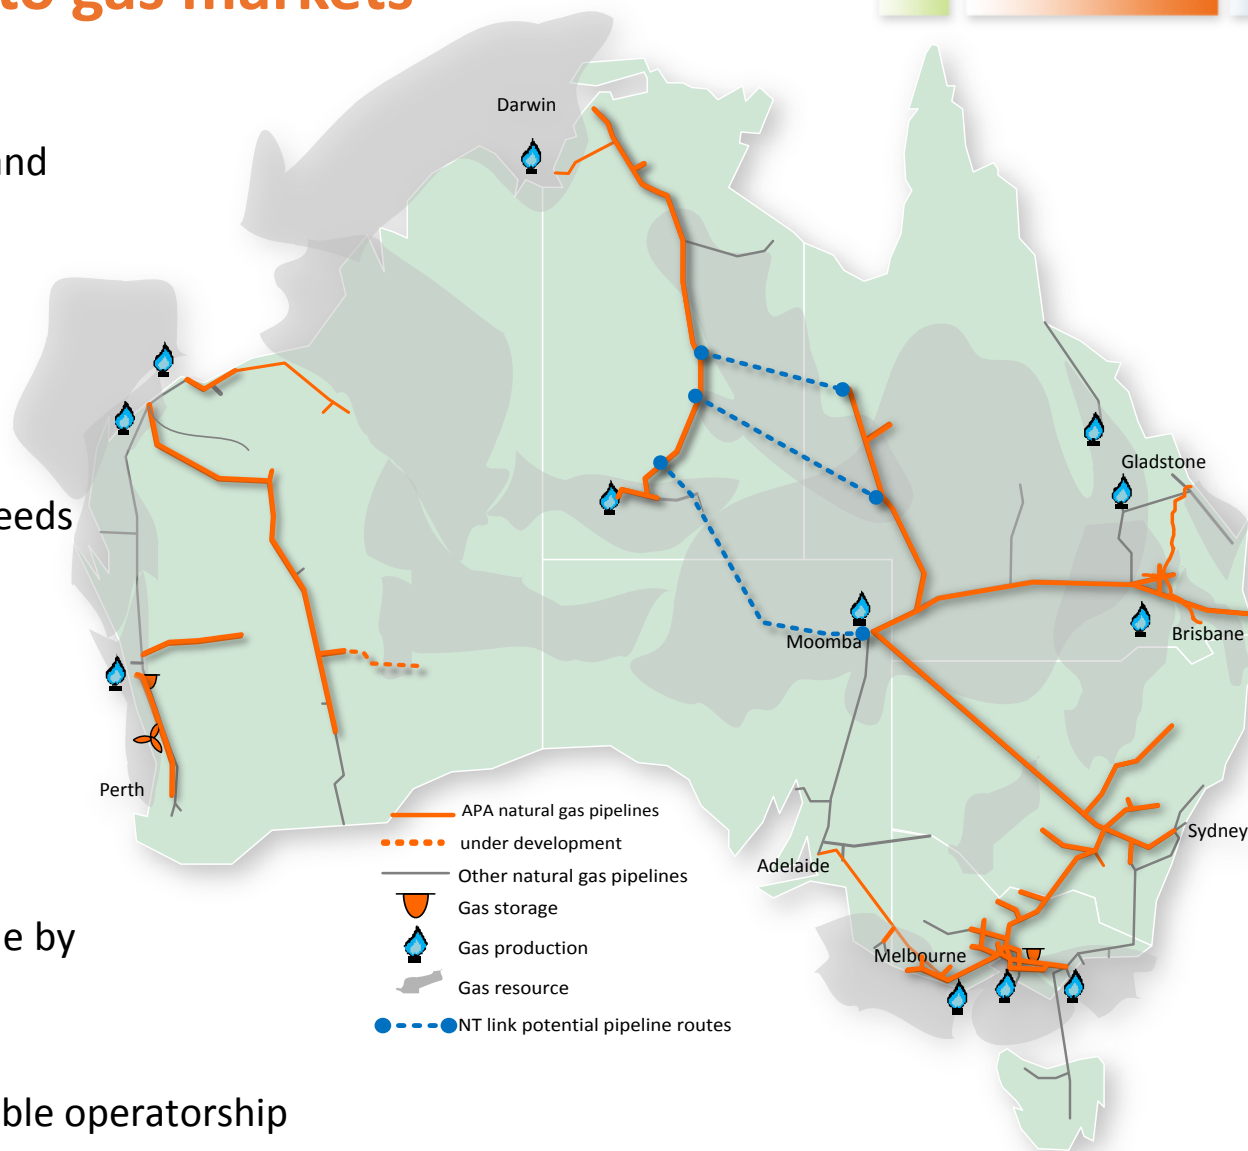 to gas markets
Darwin
and
Gladstone
eeds
Brisbane
Moomba
Perth
APA natural gas pipelines
Sydney
under development
Adelaide
Other natural gas pipelines
Gas storage
e by
Gas production
Melbourne
Gas resource
NT link potential pipeline routes
ble operatorship